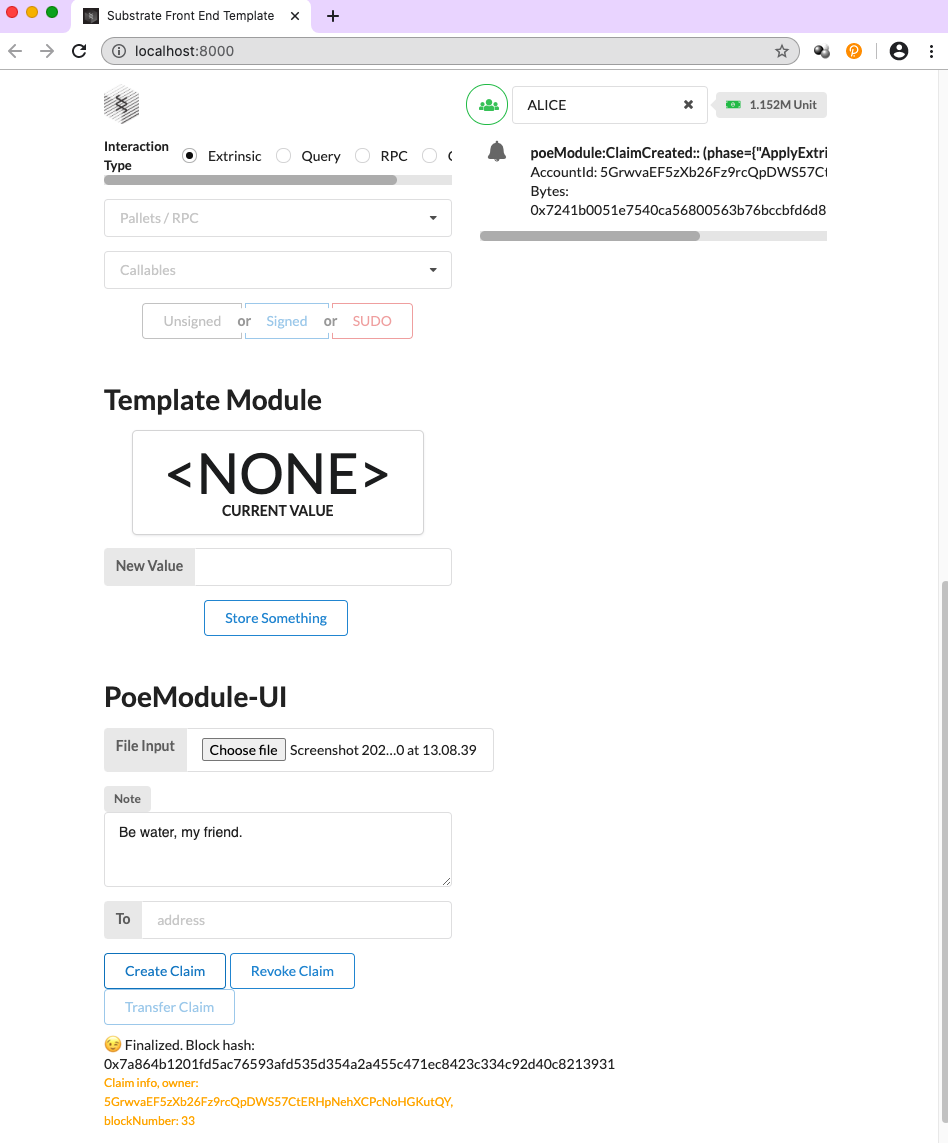 Substrate Front End Template
localhost:8000
ALICE
1.152M Unit
Interaction Type
Extrinsic
Query
RPC
poeModule:ClaimCreated:: (phase={"ApplyExtri
AccountId: 5GrwvaEF5zXb26Fz9rcQpDWS57Ct
Bytes:
0x7241b0051e7540ca56800563b76bccbfd6d8
Pallets / RPC
Callables
Unsigned or Signed or SUDO
Template Module
<NONE>
CURRENT VALUE
New Value
Store Something
PoeModule-UI
File Input Choose file Screenshot 202...0 at 13.08.39
Note
Be water, my friend.
To address
Create Claim Revoke Claim
Transfer Claim
😉 Finalized. Block hash:
0x7a864b1201fd5ac76593afd535d354a2a455c471ec8423c334c92d40c8213931
Claim info, owner:
5GrwvaEF5zXb26Fz9rcQpDWS57CtERHpNehXCPcNoHGKutQY,
blockNumber: 33